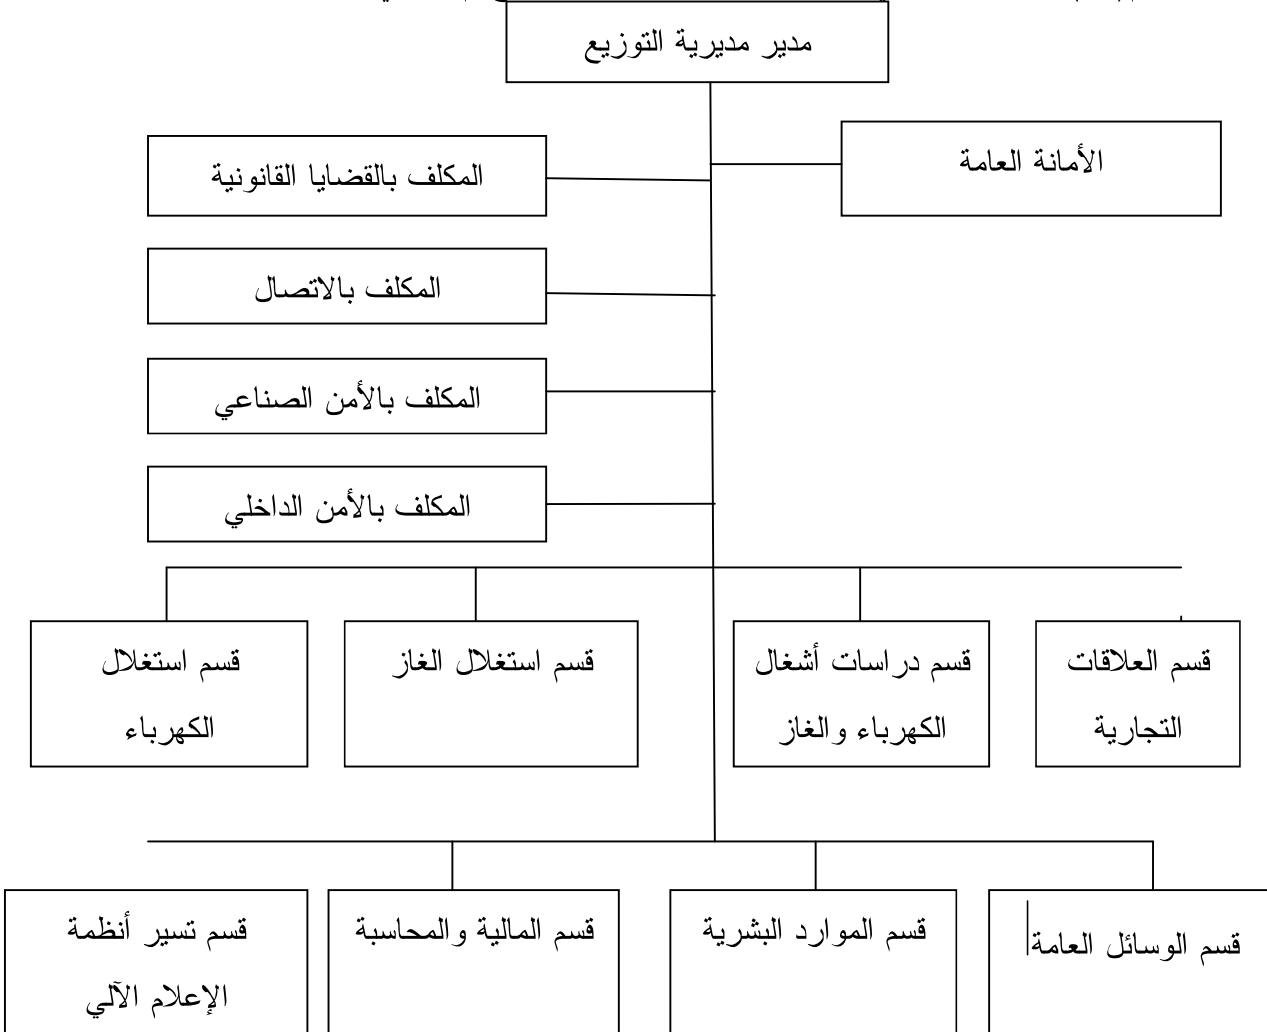 مدير مديرية التوزيع
الأمانة العامة
المكلف بالقضايا القانونية
المكلف بالاتصال
المكلف بالأمن الصناعي
المكلف بالأمن الداخلي
قسم العلاقات
التجارية
قسم دراسات أشغال
الكهرباء والغاز
قسم استغلال الغاز
قسم استغلال
الكهرباء
قسم الوسائل العامة
قسم الموارد البشرية
قسم المالية والمحاسبة
قسم تسير أنظمة
الإعلام الآلي